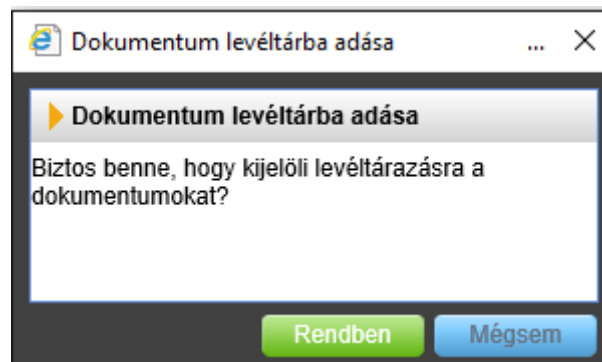 Dokumentum levéltárba adása ...
Dokumentum levéltárba adása
Biztos benne, hogy kijelöli levéltárazásra a
dokumentumokat?
Rendben Mégsem